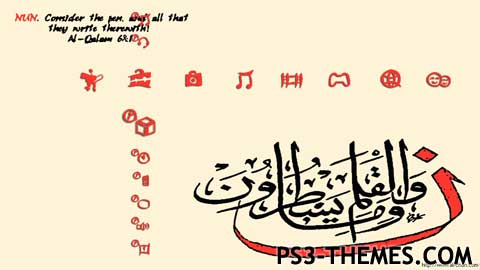 NUN. Consider the pen, and all that
they write therewith!
Al-Qalam 68:1
ن والقلم وما يسطرون
PS3-THEMES.COM